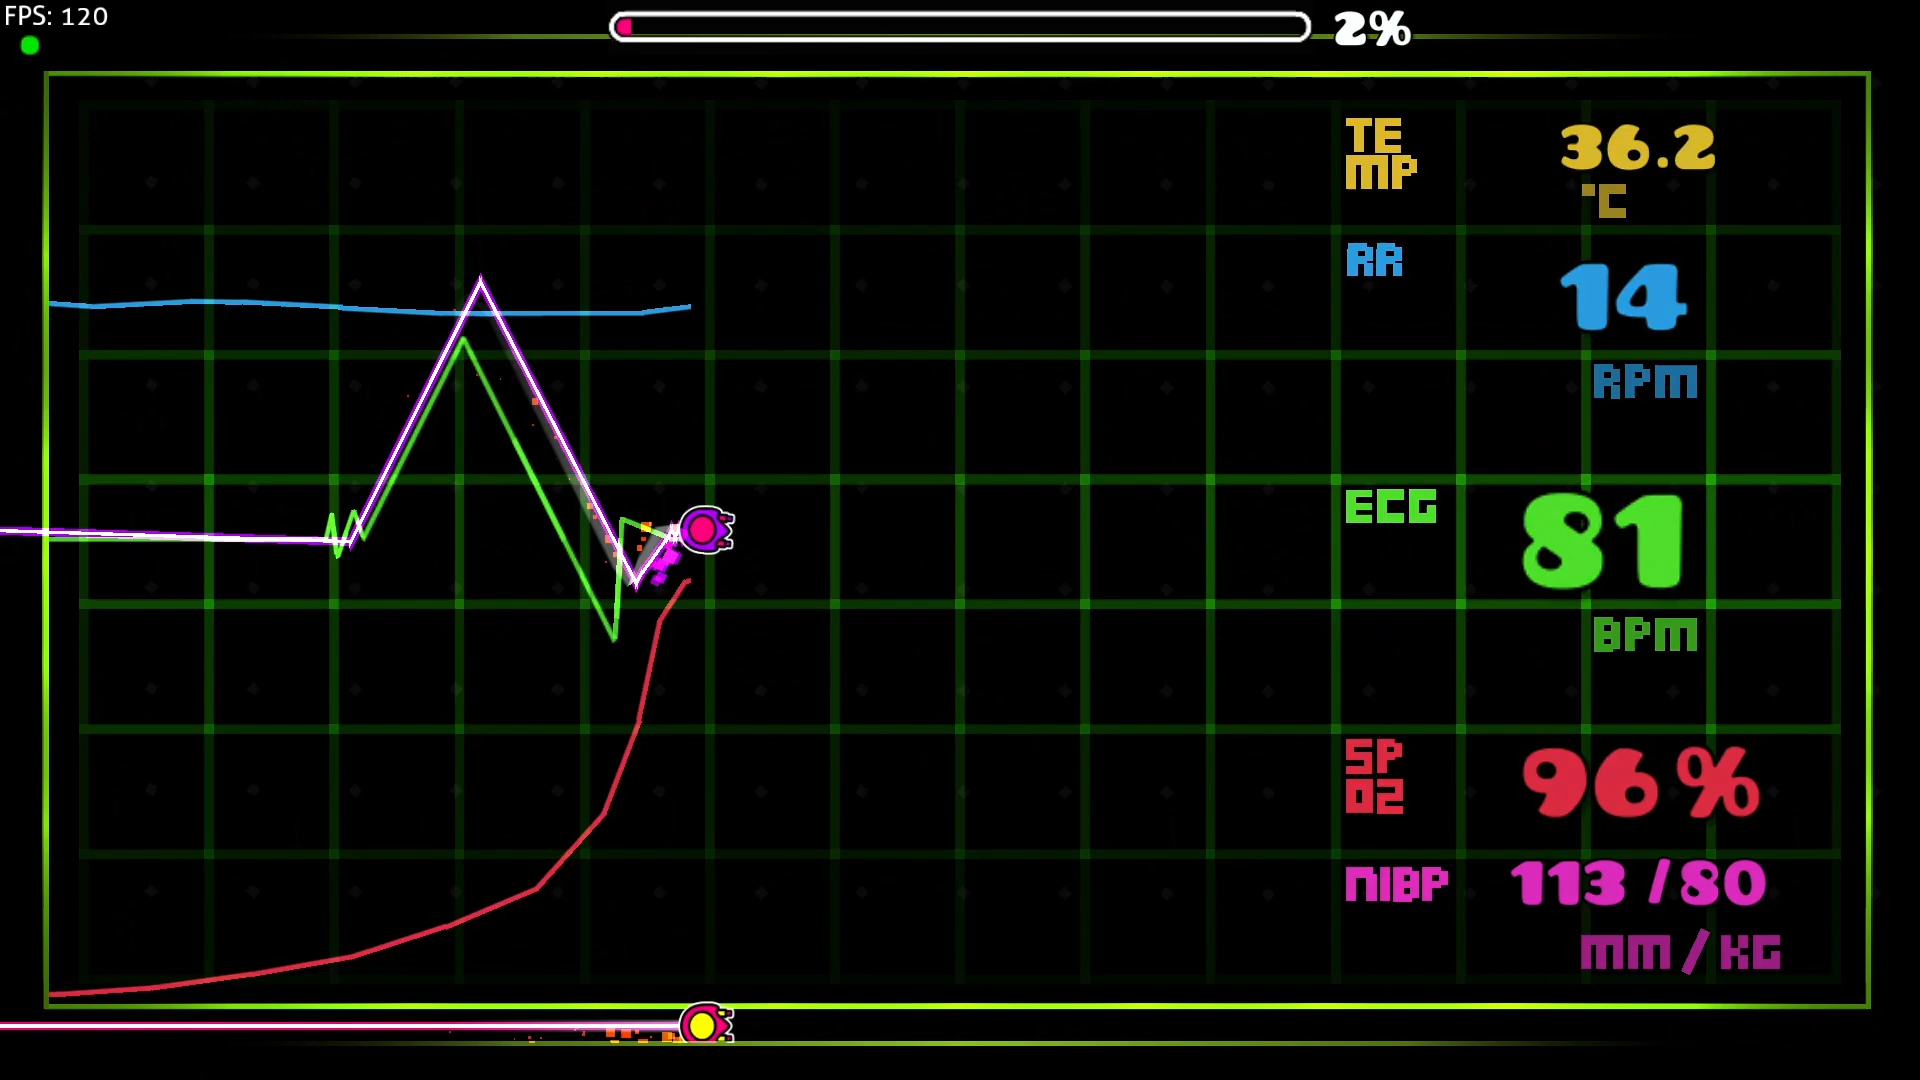 FPS: 120
2%
TE
MP
36.2
°C
RR
14
RPM
ECG
81
BPM
SP
O2
96 %
NIBP
113 / 80
MM / KG